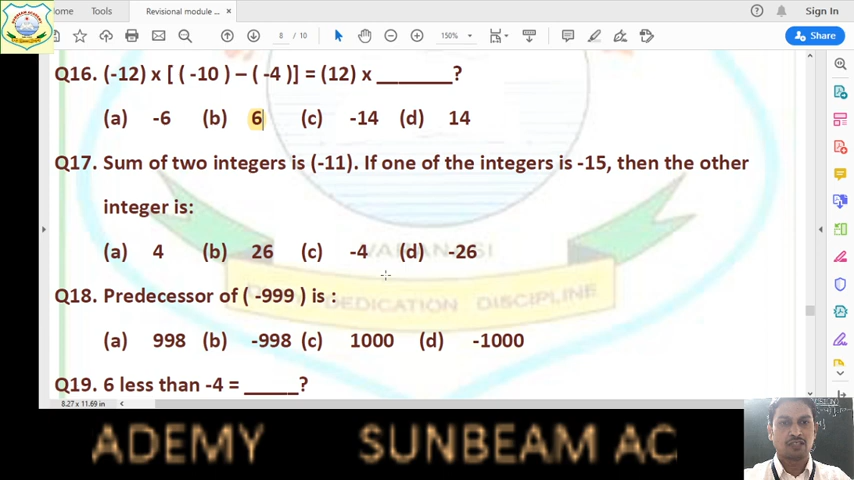 ome
Tools
Revisional module ...
×
Sign In
8 / 10
150%
Share
Q16. (-12) x [ ( -10 ) – ( -4 )] = (12) x _______?
(a) -6 (b) 6 (c) -14 (d) 14
Q17. Sum of two integers is (-11). If one of the integers is -15, then the other
integer is:
(a) 4 (b) 26 (c) -4 (d) -26
VARANASI
Q18. Predecessor of ( -999 ) is :
DEDICATION DISCIPLINE
(a) 998 (b) -998 (c) 1000 (d) -1000
Q19. 6 less than -4 = _____?
8.27 x 11.69 in
ADEMY SUNBEAM AC